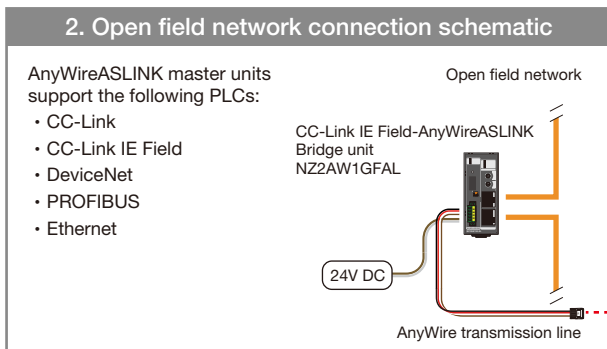 2. Open field network connection schematic
AnyWireASLINK master units
support the following PLCs:
・CC-Link
・CC-Link IE Field
・DeviceNet
・PROFIBUS
・Ethernet
Open field network
CC-Link IE Field-AnyWireASLINK
Bridge unit
NZ2AW1GFAL
24V DC
AnyWire transmission line